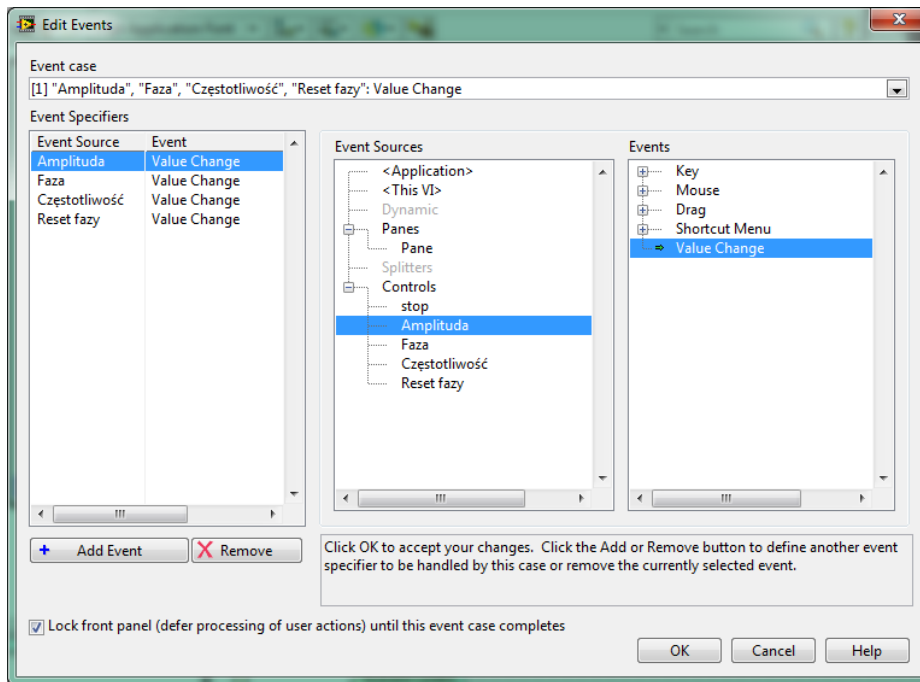 Edit Events
Event case
[1] "Amplituda", "Faza", "Częstotliwość", "Reset fazy": Value Change
Event Specifiers
Event Source Event
Amplituda Value Change
Faza Value Change
Częstotliwość Value Change
Reset fazy Value Change
Add Event
Remove
Event Sources
<Application>
<This VI>
Dynamic
Panes
Pane
Splitters
Controls
stop
Amplituda
Faza
Częstotliwość
Reset fazy
Events
Key
Mouse
Drag
Shortcut Menu
Value Change
Click OK to accept your changes. Click the Add or Remove button to define another event
specifier to be handled by this case or remove the currently selected event.
Lock front panel (defer processing of user actions) until this event case completes
OK
Cancel
Help